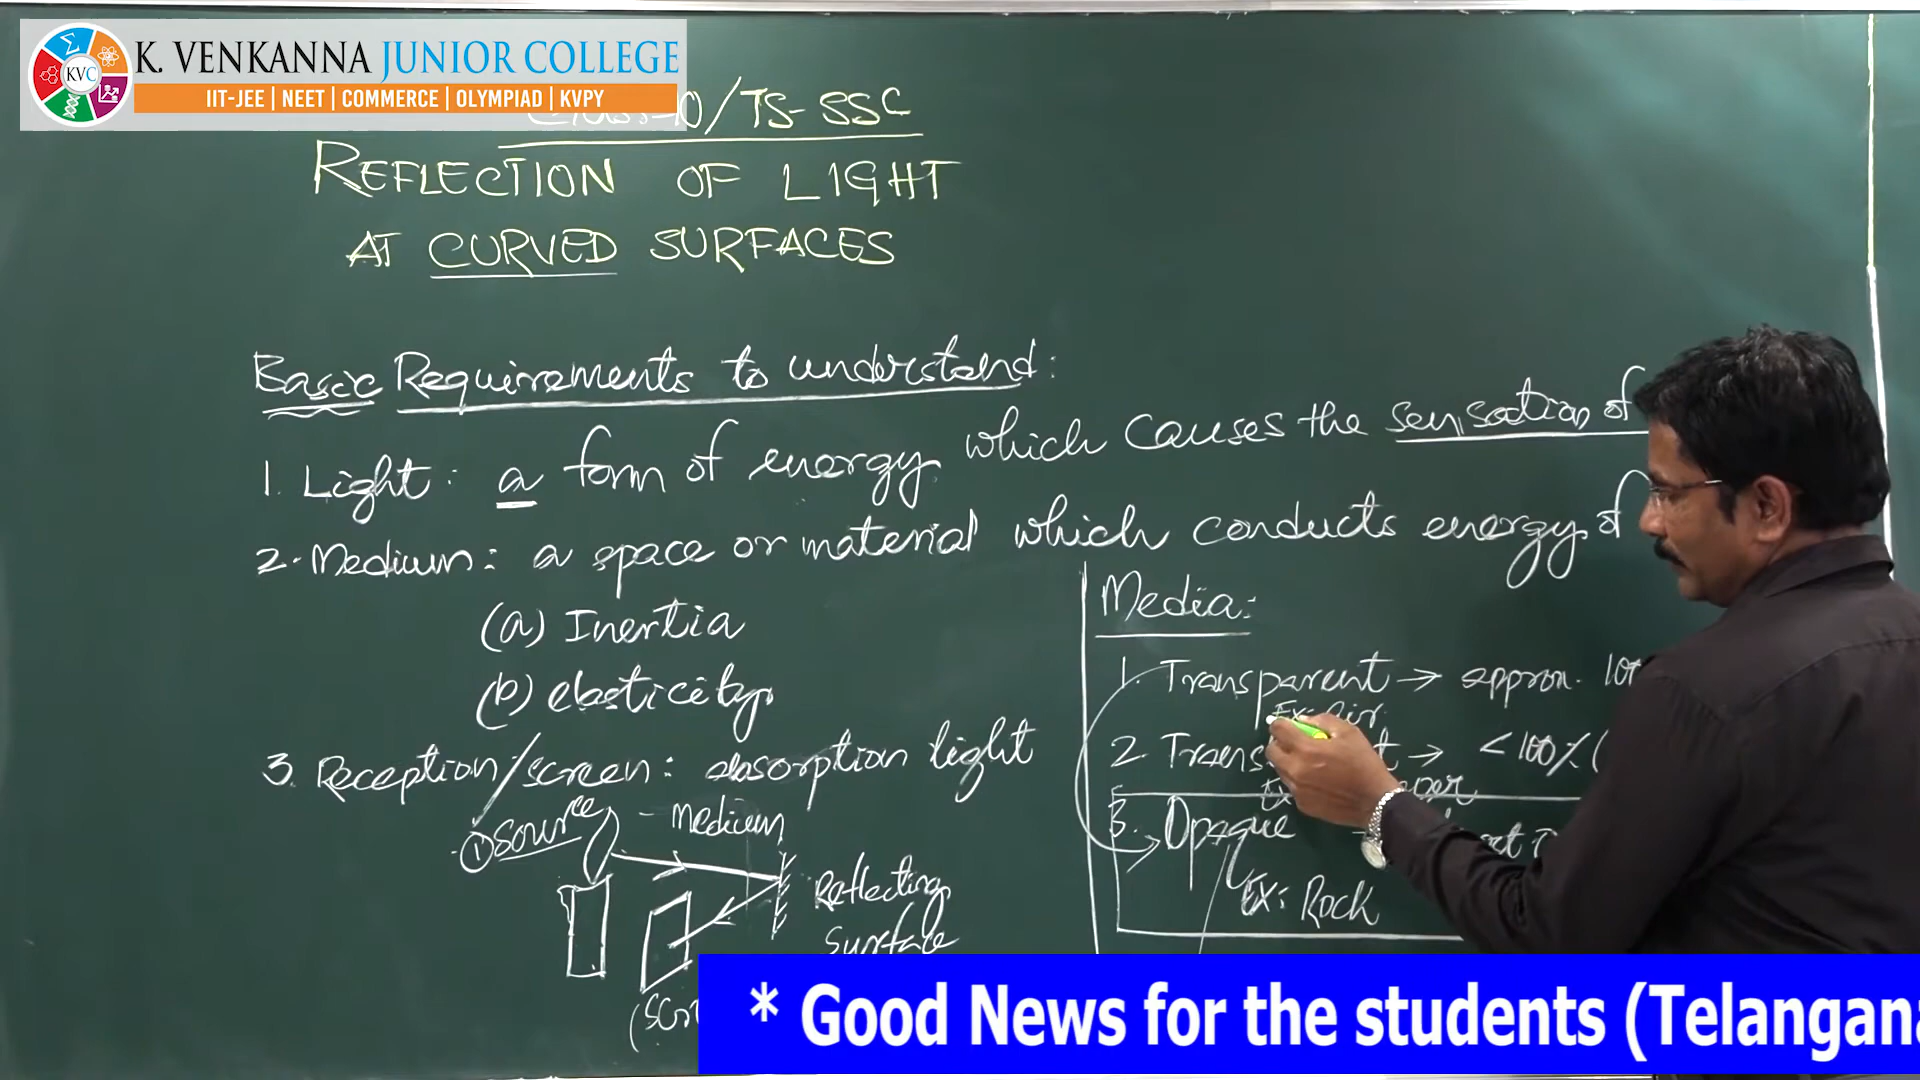 KVC
K. VENKANNA JUNIOR COLLEGE
IIT-JEE | NEET | COMMERCE | OLYMPIAD | KVPY
/TS-SSC
REFLECTION OF LIGHT
AT CURVED SURFACES
Basic Requirements to understand:
1. Light: a form of energy which causes the sensation of
2. Medium: a space or material which conducts energy of
(a) Inertia
(b) elasticity
3. Reception/screen: absorption light
① Source - Medium
Reflecting
Surface
Media:
1. Transparent → approx.
Ex: Air
2. → < 100% (
3. Opaque
Ex: Rock
* Good News for the students (Telangana